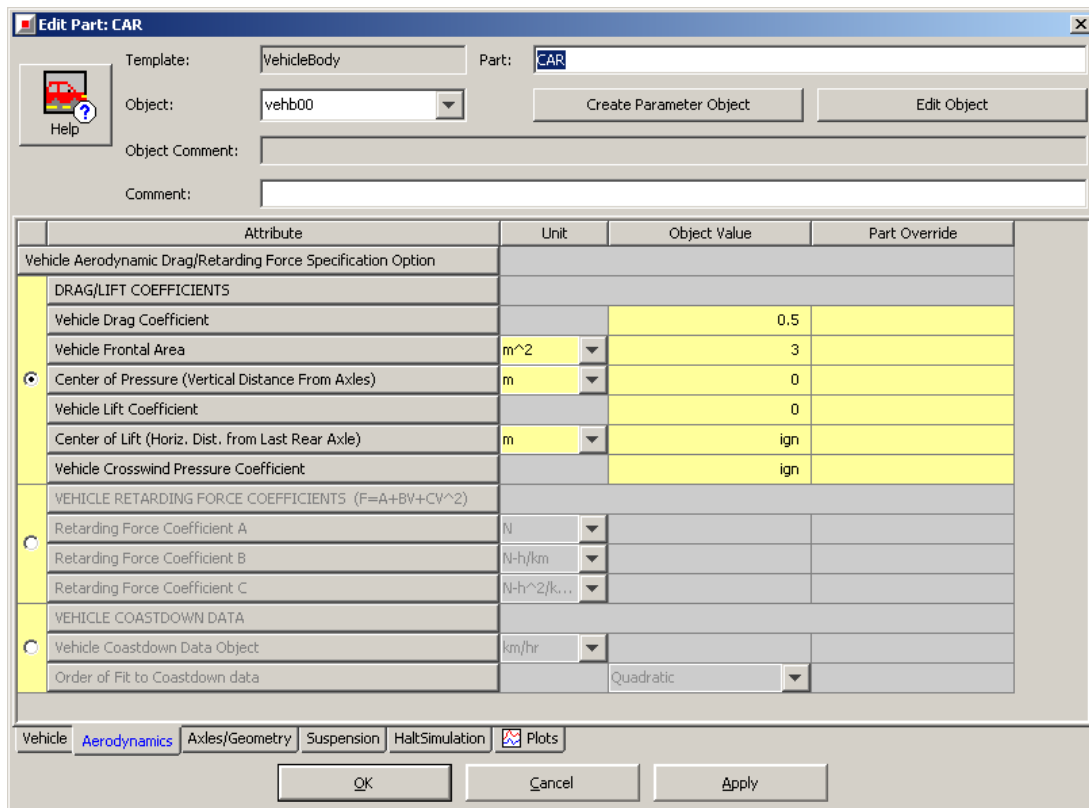 Edit Part: CAR
Template: VehicleBody Part: CAR
Help
Object: vehb00 Create Parameter Object Edit Object
Object Comment:
Comment:
Attribute Unit Object Value Part Override
Vehicle Aerodynamic Drag/Retarding Force Specification Option
DRAG/LIFT COEFFICIENTS
Vehicle Drag Coefficient 0.5
Vehicle Frontal Area m^2 3
Center of Pressure (Vertical Distance From Axles) m 0
Vehicle Lift Coefficient 0
Center of Lift (Horiz. Dist. from Last Rear Axle) m ign
Vehicle Crosswind Pressure Coefficient ign
VEHICLE RETARDING FORCE COEFFICIENTS (F=A+BV+CV^2)
Retarding Force Coefficient A N
Retarding Force Coefficient B N-h/km
Retarding Force Coefficient C N-h^2/k...
VEHICLE COASTDOWN DATA
Vehicle Coastdown Data Object km/hr
Order of Fit to Coastdown data Quadratic
Vehicle Aerodynamics Axles/Geometry Suspension HaltSimulation Plots
OK Cancel Apply